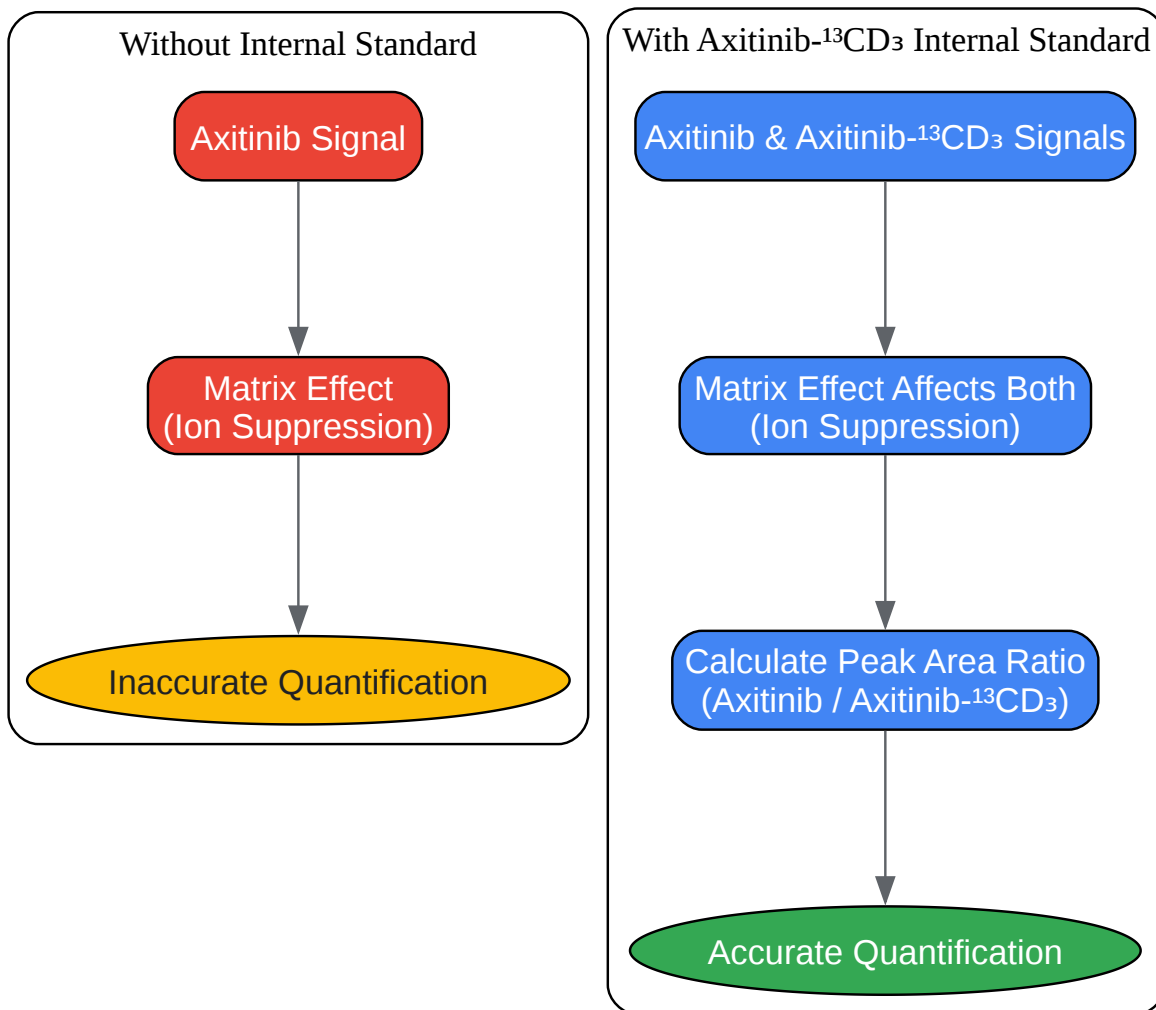 Without Internal Standard
Axitinib Signal
Matrix Effect
(Ion Suppression)
Inaccurate Quantification
With Axitinib-¹³CD₃ Internal Standard
Axitinib & Axitinib-¹³CD₃ Signals
Matrix Effect Affects Both
(Ion Suppression)
Calculate Peak Area Ratio
(Axitinib / Axitinib-¹³CD₃)
Accurate Quantification